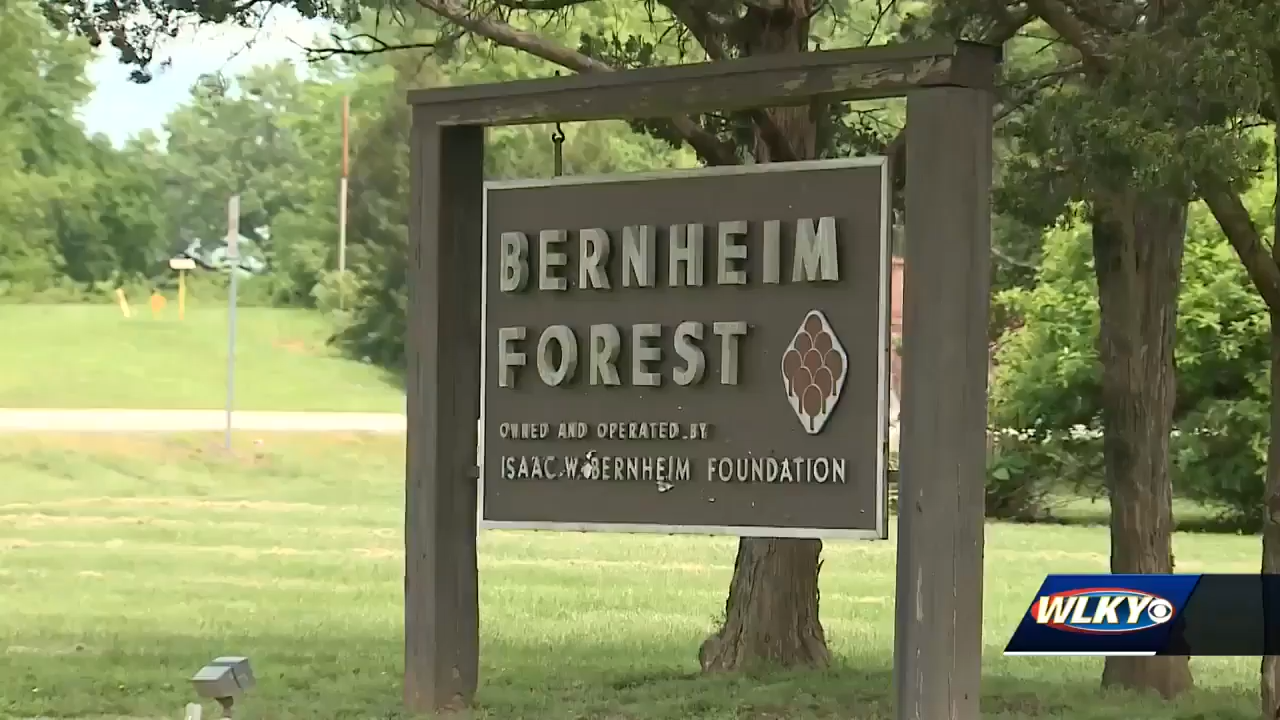 BERNHEIM
FOREST
OWNED AND OPERATED BY
ISAAC W. BERNHEIM FOUNDATION
WLKY